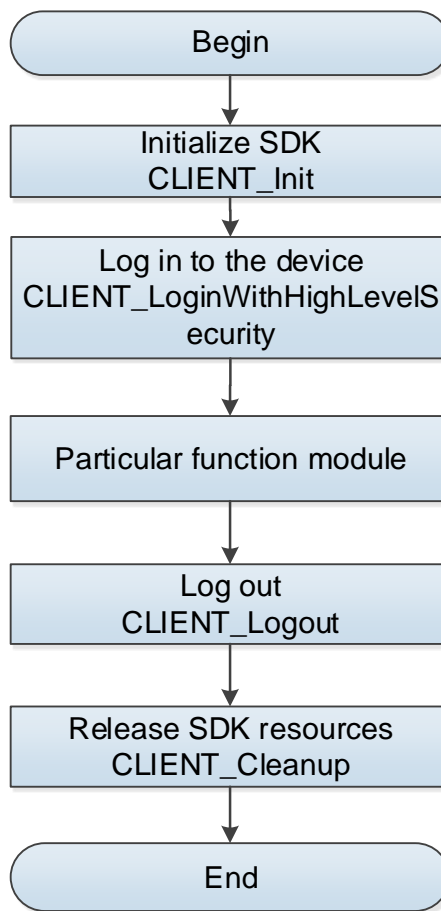 Begin
Initialize SDK
CLIENT_Init
Log in to the device
CLIENT_LoginWithHighLevelS
ecurity
Particular function module
Log out
CLIENT_Logout
Release SDK resources
CLIENT_Cleanup
End